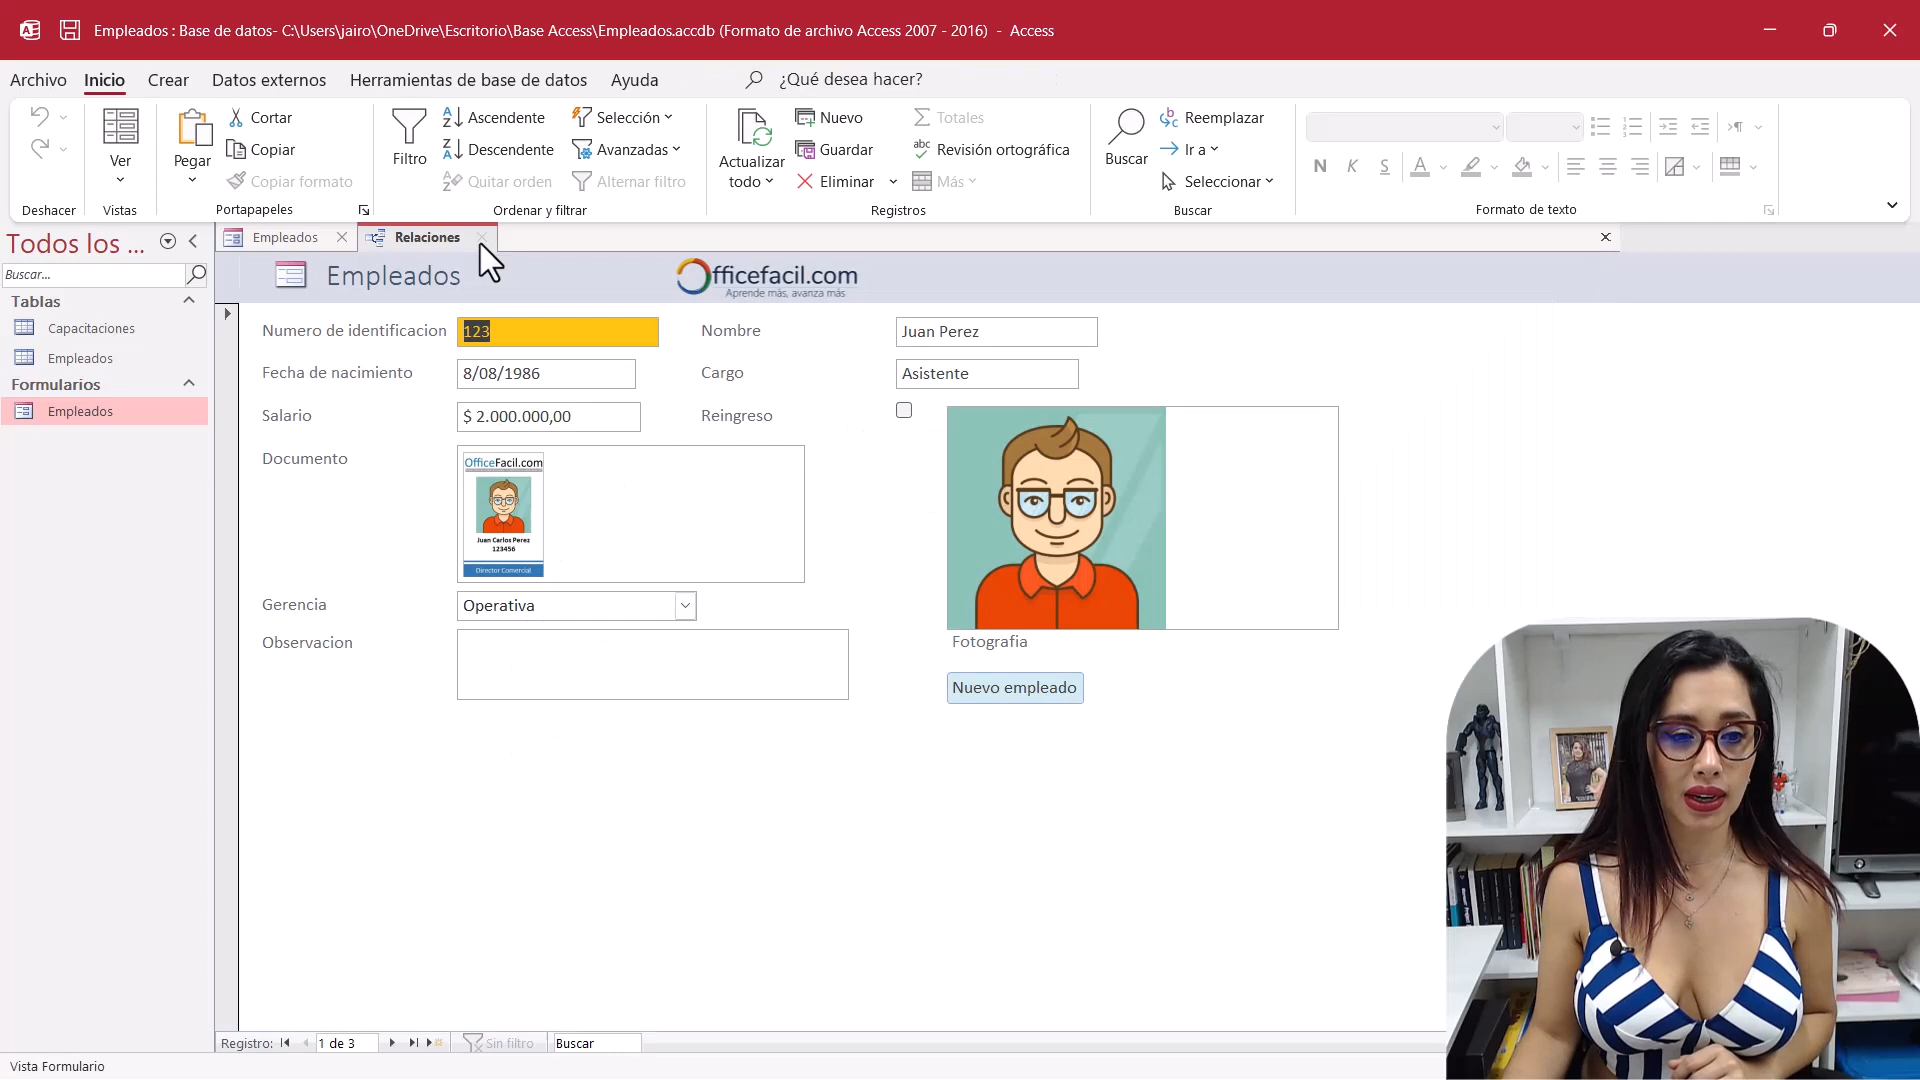 Empleados : Base de datos- C:\Users\jairo\OneDrive\Escritorio\Base Access\Empleados.accdb (Formato de archivo Access 2007 - 2016) - Access
Archivo Inicio Crear Datos externos Herramientas de base de datos Ayuda ¿Qué desea hacer?
Cortar Ascendente Selección Nuevo Totales Reemplazar
Ver Pegar Copiar Filtro Descendente Avanzadas Actualizar todo Guardar Revisión ortográfica Buscar Ir a
Copiar formato Quitar orden Alternar filtro Eliminar Más Seleccionar N K S A
Deshacer Vistas Portapapeles Ordenar y filtrar Registros Buscar Formato de texto
Todos los ...
Buscar...
Tablas
Capacitaciones
Empleados
Formularios
Empleados
Empleados Relaciones
Empleados
Officefacil.com
Aprende más, avanza más
Numero de identificacion 123 Nombre Juan Perez
Fecha de nacimiento 8/08/1986 Cargo Asistente
Salario $ 2.000.000,00 Reingreso
Documento
OfficeFacil.com
Juan Carlos Perez
123456
Director Comercial
Gerencia Operativa
Observacion
Fotografia
Nuevo empleado
Registro: 1 de 3 Sin filtro Buscar
Vista Formulario